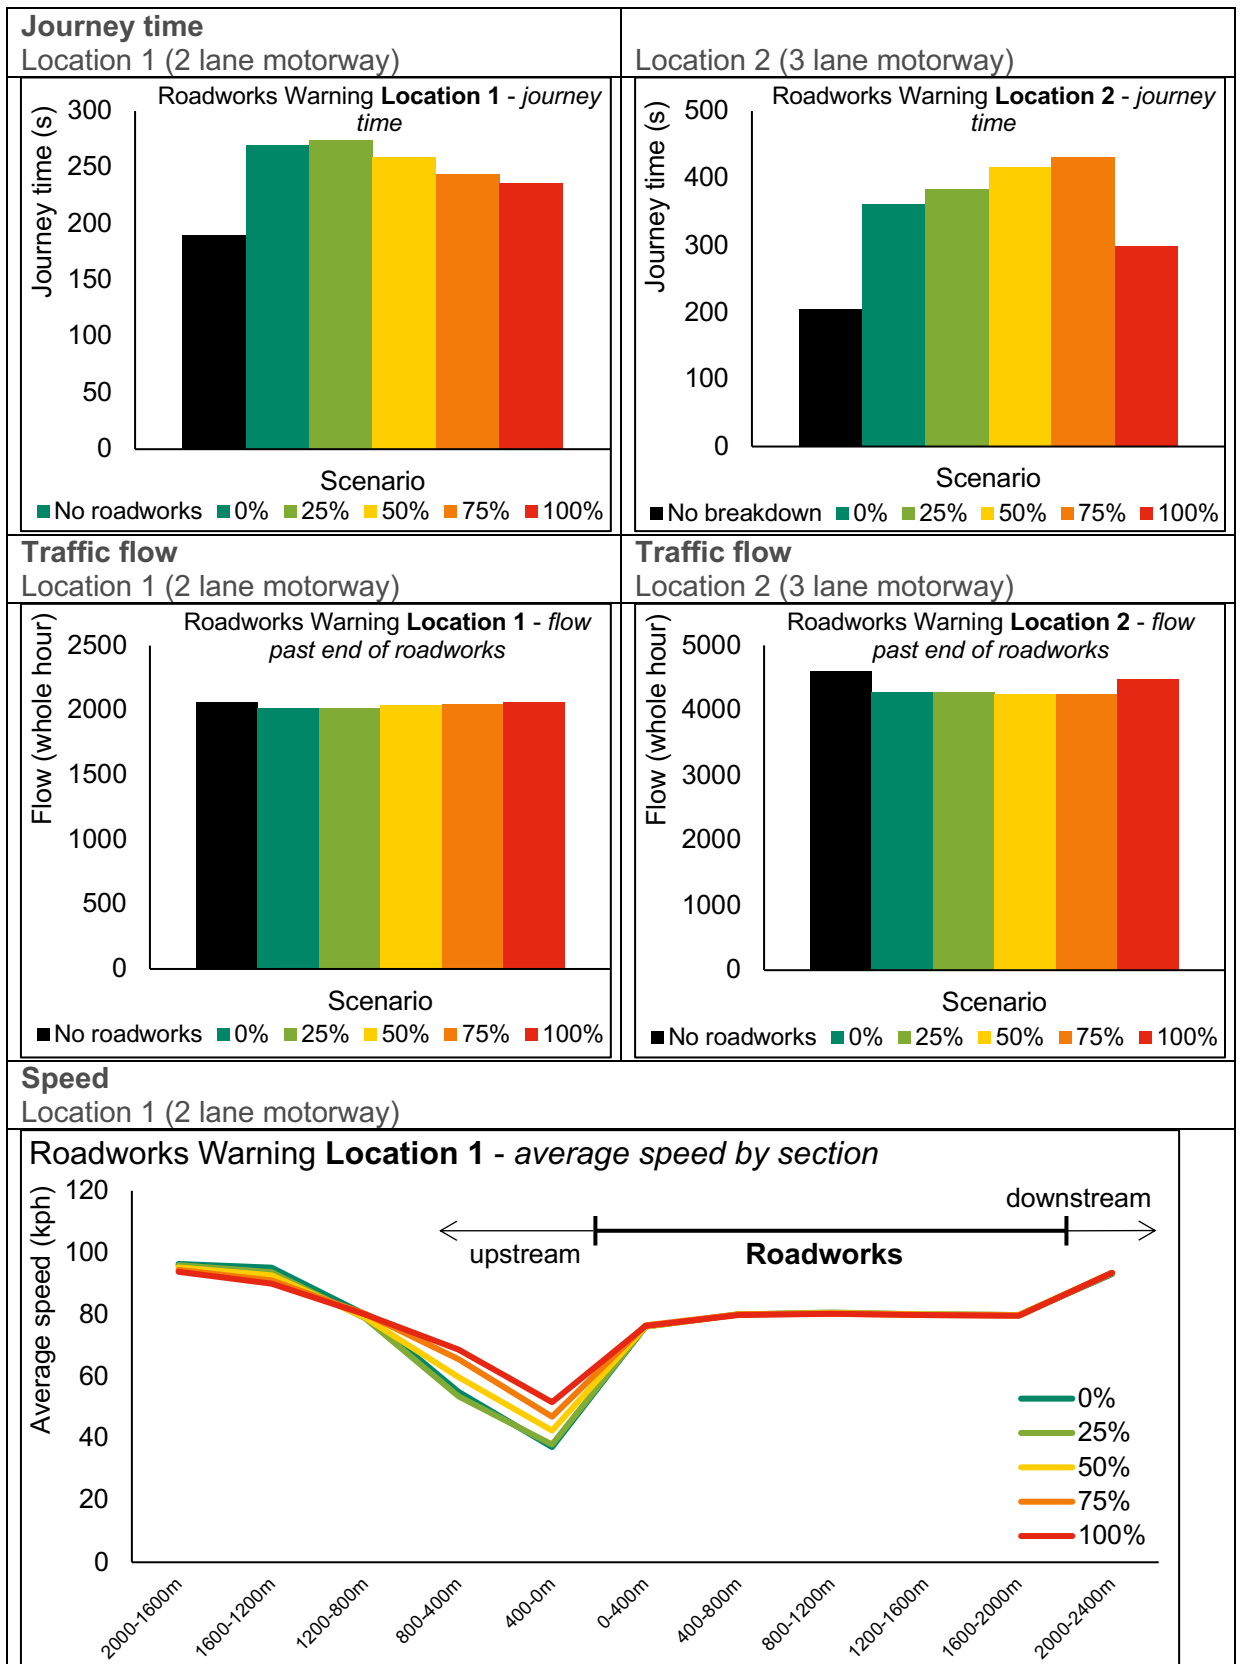 Journey time
Location 1 (2 lane motorway)
Location 2 (3 lane motorway)
Roadworks Warning Location 1 - journey
time
Journey time (s)
300
250
200
150
100
50
0
Scenario
No roadworks 0% 25% 50% 75% 100%
Roadworks Warning Location 2 - journey
time
Journey time (s)
500
400
300
200
100
0
Scenario
No breakdown 0% 25% 50% 75% 100%
Traffic flow
Location 1 (2 lane motorway)
Traffic flow
Location 2 (3 lane motorway)
Roadworks Warning Location 1 - flow
past end of roadworks
Flow (whole hour)
2500
2000
1500
1000
500
0
Scenario
No roadworks 0% 25% 50% 75% 100%
Roadworks Warning Location 2 - flow
past end of roadworks
Flow (whole hour)
5000
4000
3000
2000
1000
0
Scenario
No roadworks 0% 25% 50% 75% 100%
Speed
Location 1 (2 lane motorway)
Roadworks Warning Location 1 - average speed by section
Average speed (kph)
120
100
80
60
40
20
0
downstream
upstream
Roadworks
0%
25%
50%
75%
100%
2000-1600m
1600-1200m
1200-800m
800-400m
400-0m
0-400m
400-800m
800-1200m
1200-1600m
1600-2000m
2000-2400m